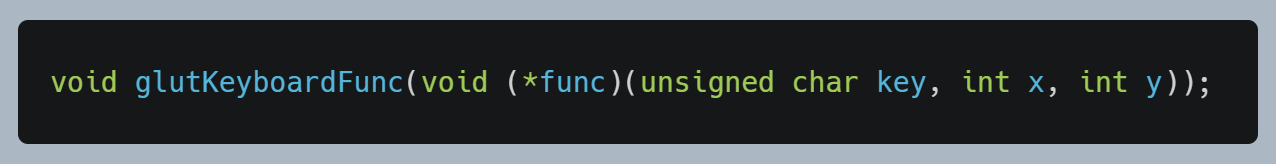 void glutKeyboardFunc(void (*func)(unsigned char key, int x, int y));